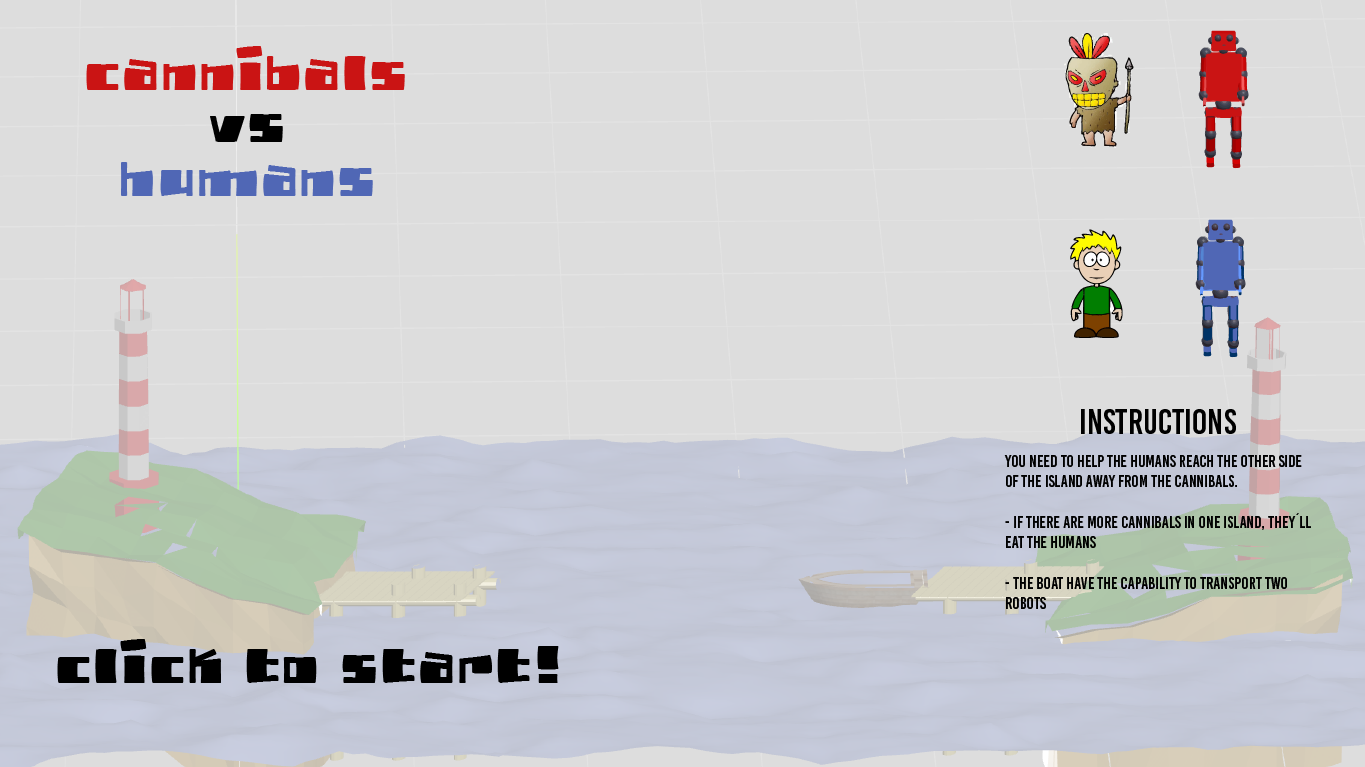 cannibals
vs
humans
INSTRUCTIONS
YOU NEED TO HELP THE HUMANS REACH THE OTHER SIDE
OF THE ISLAND AWAY FROM THE CANNIBALS.
- IF THERE ARE MORE CANNIBALS IN ONE ISLAND, THEY´LL
EAT THE HUMANS
- THE BOAT HAVE THE CAPABILITY TO TRANSPORT TWO
ROBOTS
click to start!